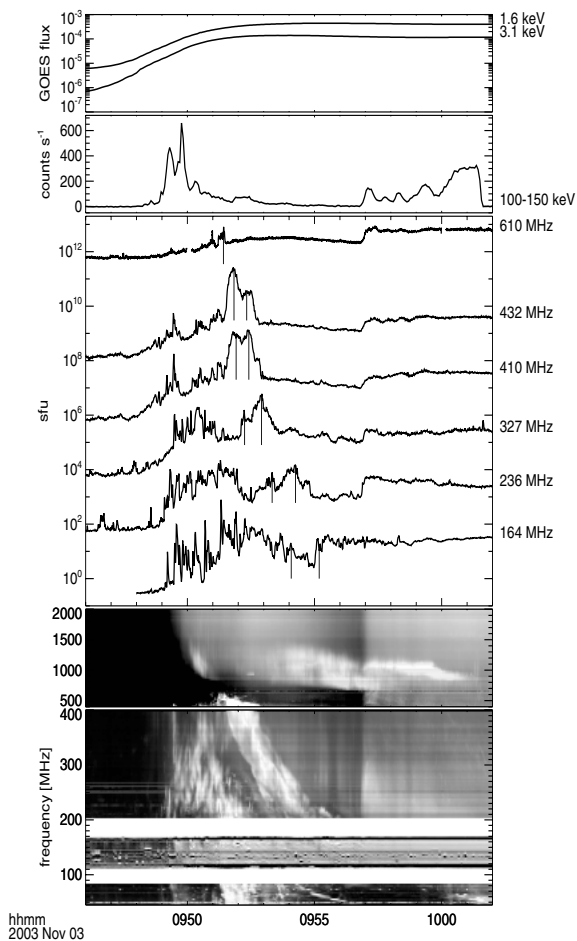 10⁻³
10⁻⁴
10⁻⁵
10⁻⁶
10⁻⁷
GOES flux
1.6 keV
3.1 keV
600
400
200
0
counts s⁻¹
100-150 keV
10¹²
10¹⁰
10⁸
10⁶
10⁴
10²
10⁰
sfu
610 MHz
432 MHz
410 MHz
327 MHz
236 MHz
164 MHz
2000
1500
1000
500
400
300
200
100
frequency [MHz]
0950
0955
1000
hhmm
2003 Nov 03